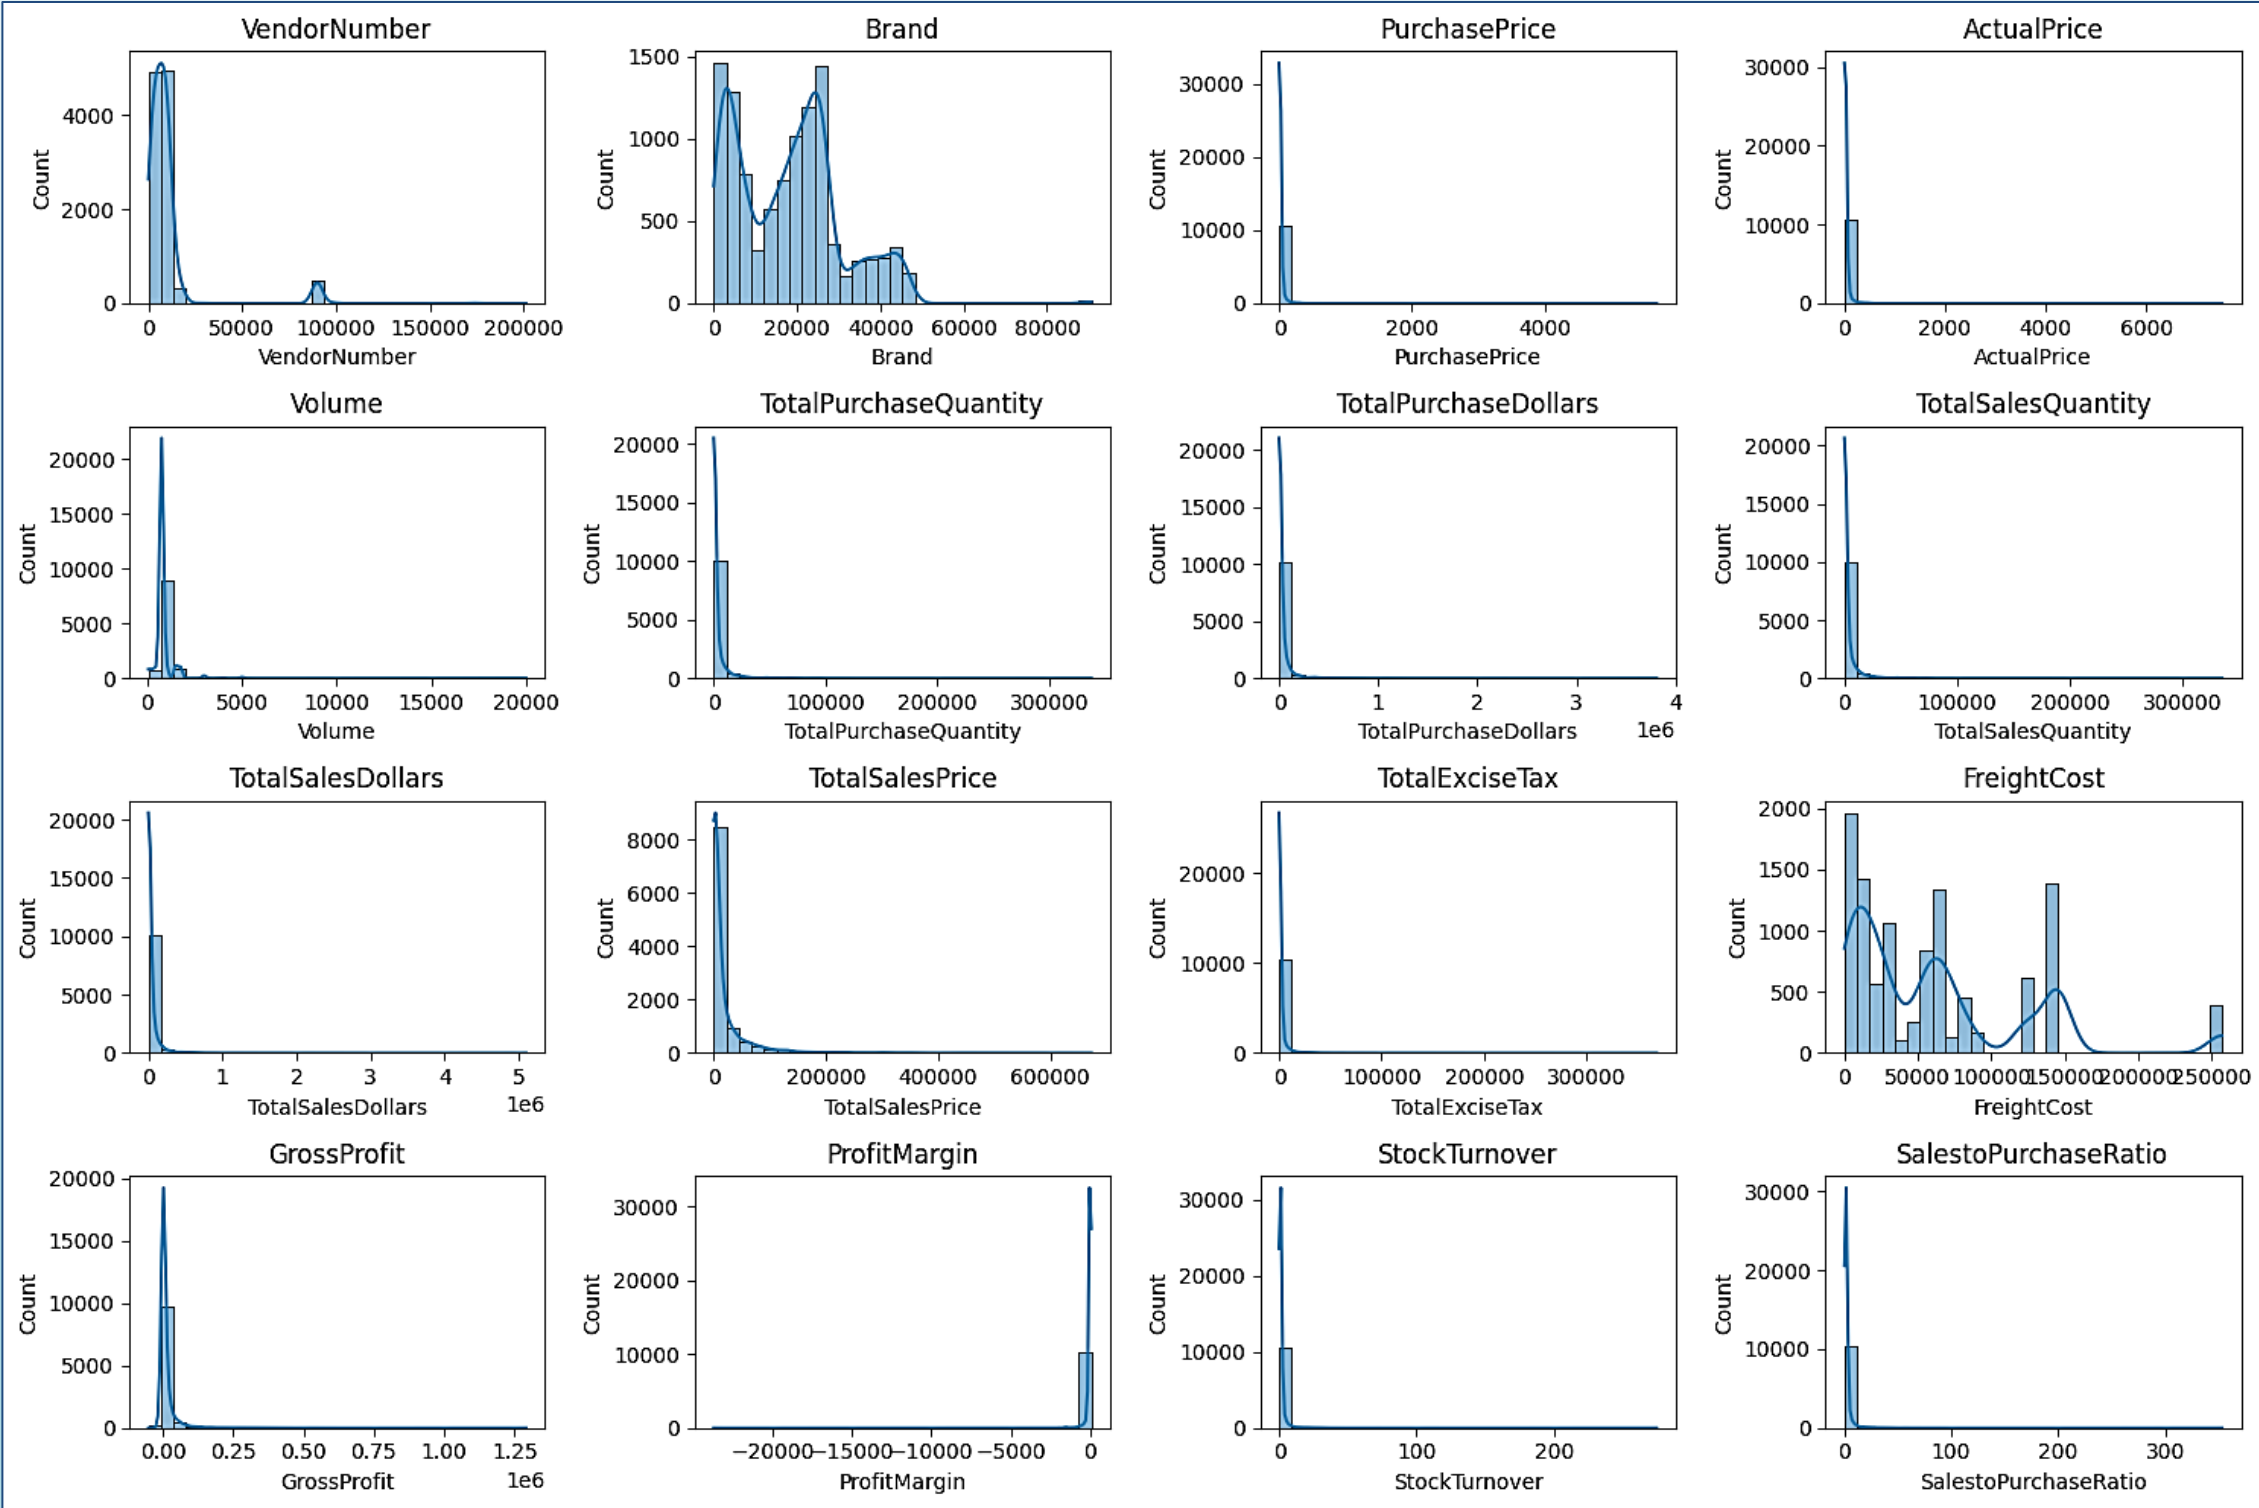 VendorNumber
Count
4000
2000
0
0 50000 100000 150000 200000
VendorNumber
Brand
Count
1500
1000
500
0
0 20000 40000 60000 80000
Brand
PurchasePrice
Count
30000
20000
10000
0
0 2000 4000
PurchasePrice
ActualPrice
Count
30000
20000
10000
0
0 2000 4000 6000
ActualPrice
Volume
Count
20000
15000
10000
5000
0
0 5000 10000 15000 20000
Volume
TotalPurchaseQuantity
Count
20000
15000
10000
5000
0
0 100000 200000 300000
TotalPurchaseQuantity
TotalPurchaseDollars
Count
20000
15000
10000
5000
0
0 1 2 3 4
TotalPurchaseDollars 1e6
TotalSalesQuantity
Count
20000
15000
10000
5000
0
0 100000 200000 300000
TotalSalesQuantity
TotalSalesDollars
Count
20000
15000
10000
5000
0
0 1 2 3 4 5
TotalSalesDollars 1e6
TotalSalesPrice
Count
8000
6000
4000
2000
0
0 200000 400000 600000
TotalSalesPrice
TotalExciseTax
Count
20000
10000
0
0 100000 200000 300000
TotalExciseTax
FreightCost
Count
2000
1500
1000
500
0
0 50000 100000 150000 200000 250000
FreightCost
GrossProfit
Count
20000
15000
10000
5000
0
0.00 0.25 0.50 0.75 1.00 1.25
GrossProfit 1e6
ProfitMargin
Count
30000
20000
10000
0
−20000 −15000 −10000 −5000 0
ProfitMargin
StockTurnover
Count
30000
20000
10000
0
0 100 200
StockTurnover
SalestoPurchaseRatio
Count
30000
20000
10000
0
0 100 200 300
SalestoPurchaseRatio